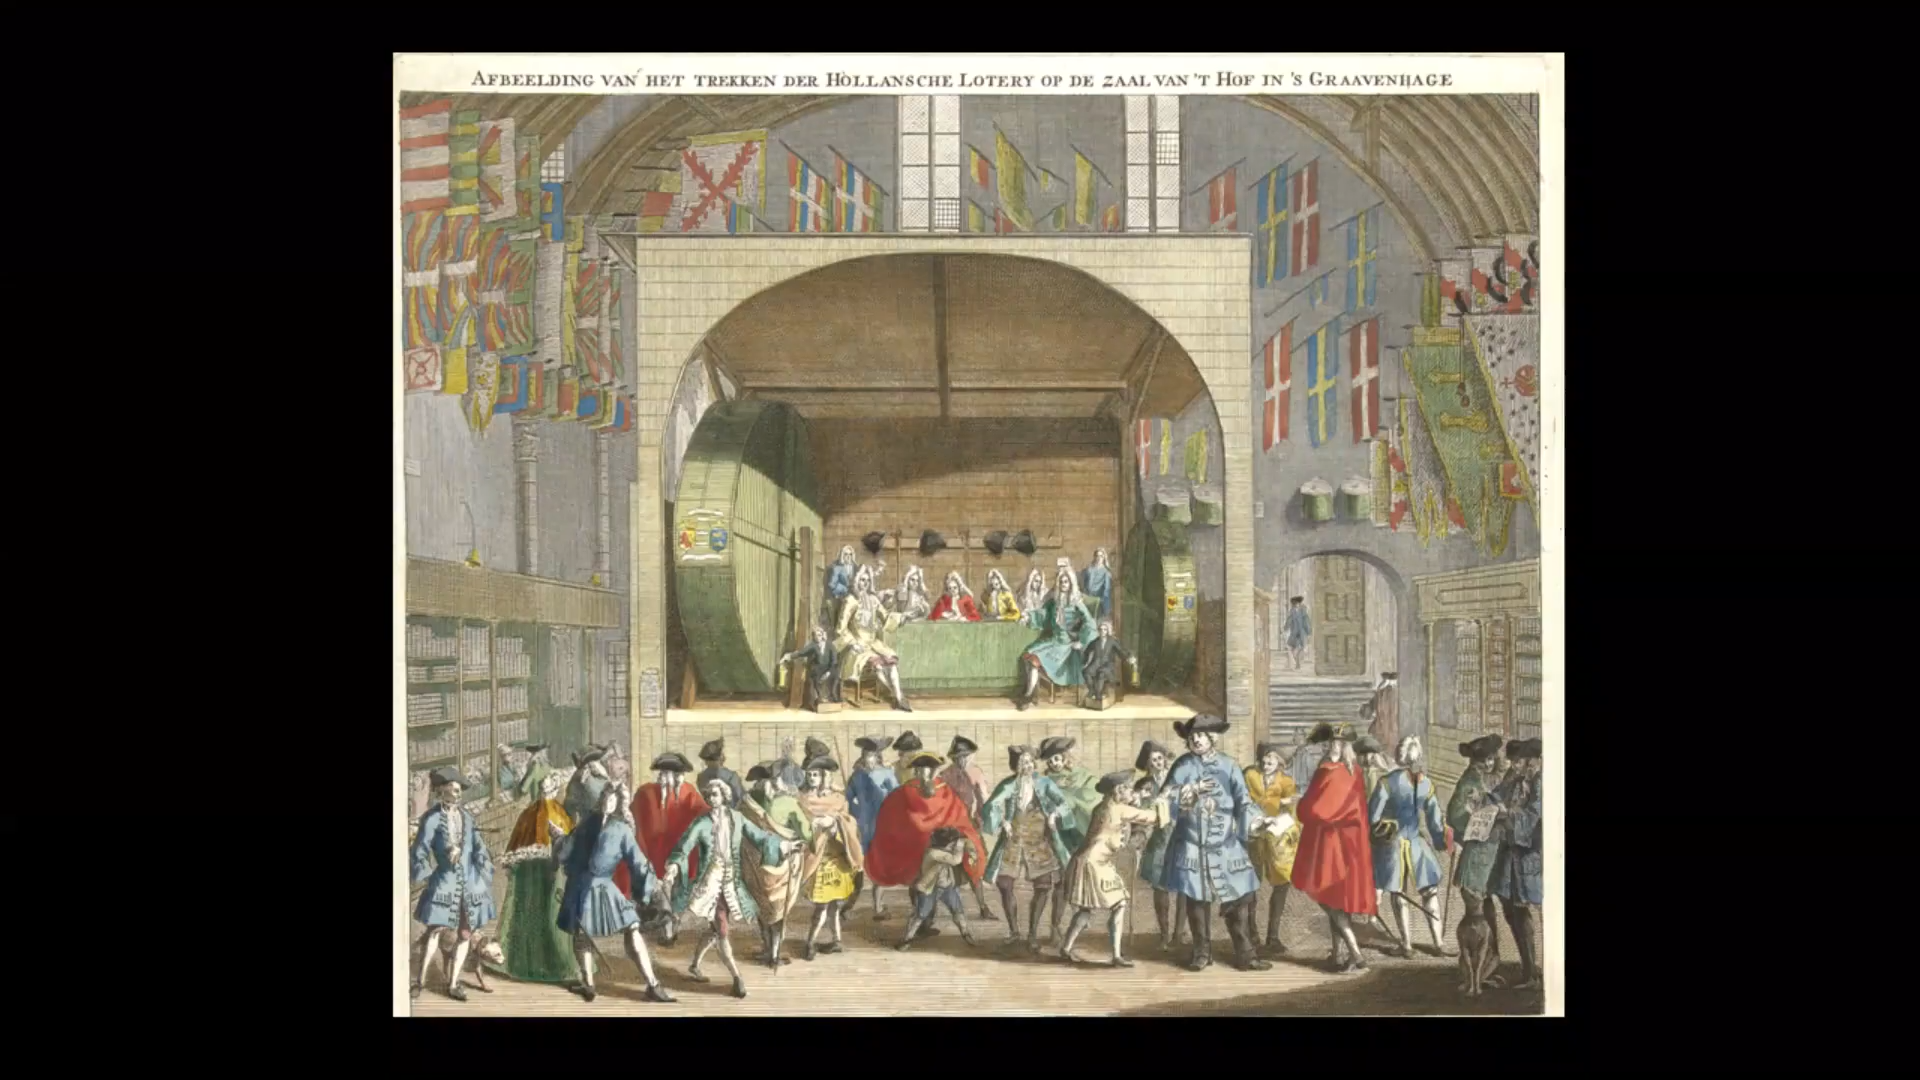 AFBEELDING VAN HET TREKKEN DER HOLLANSCHE LOTERY OP DE ZAAL VAN 'T HOF IN 'S GRAAVENHAGE